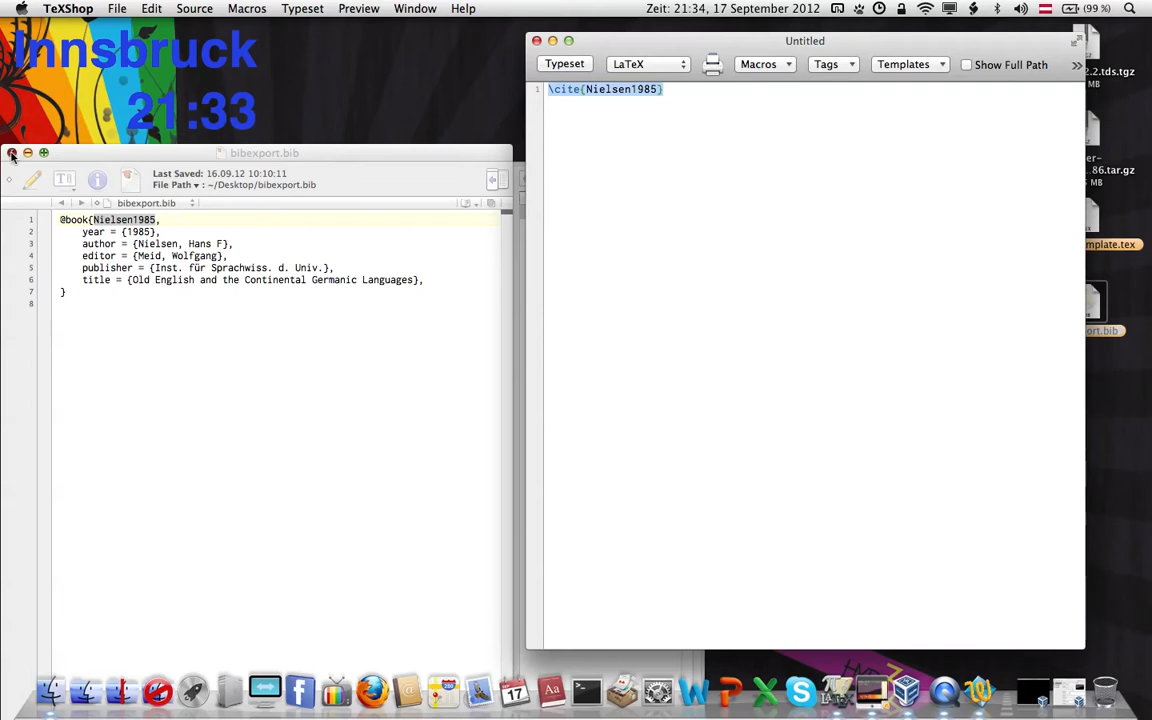 TeXShop File Edit Source Macros Typeset Preview Window Help Zeit: 21:34, 17 September 2012 (99 %)
Innsbruck
21:33
Untitled
Typeset LaTeX Macros Tags Templates Show Full Path
1 \cite{Nielsen1985}
2.2.tds.tgz
MB
er-
...86.tar.gz
MB
mplate.tex
ort.bib
bibexport.bib
Last Saved: 16.09.12 10:10:11
File Path : ~/Desktop/bibexport.bib
bibexport.bib
1 @book{Nielsen1985,
2 year = {1985},
3 author = {Nielsen, Hans F},
4 editor = {Meid, Wolfgang},
5 publisher = {Inst. für Sprachwiss. d. Univ.},
6 title = {Old English and the Continental Germanic Languages},
7 }
8
17